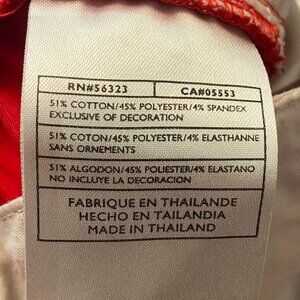 RN#56323 CA#05553
51% COTTON/45% POLYESTER/4% SPANDEX
EXCLUSIVE OF DECORATION
51% COTON/45% POLYESTER/4% ELASTHANNE
SANS ORNEMENTS
51% ALGODON/45% POLIESTER/4% ELASTANO
NO INCLUYE LA DECORACION
FABRIQUE EN THAILANDE
HECHO EN TAILANDIA
MADE IN THAILAND